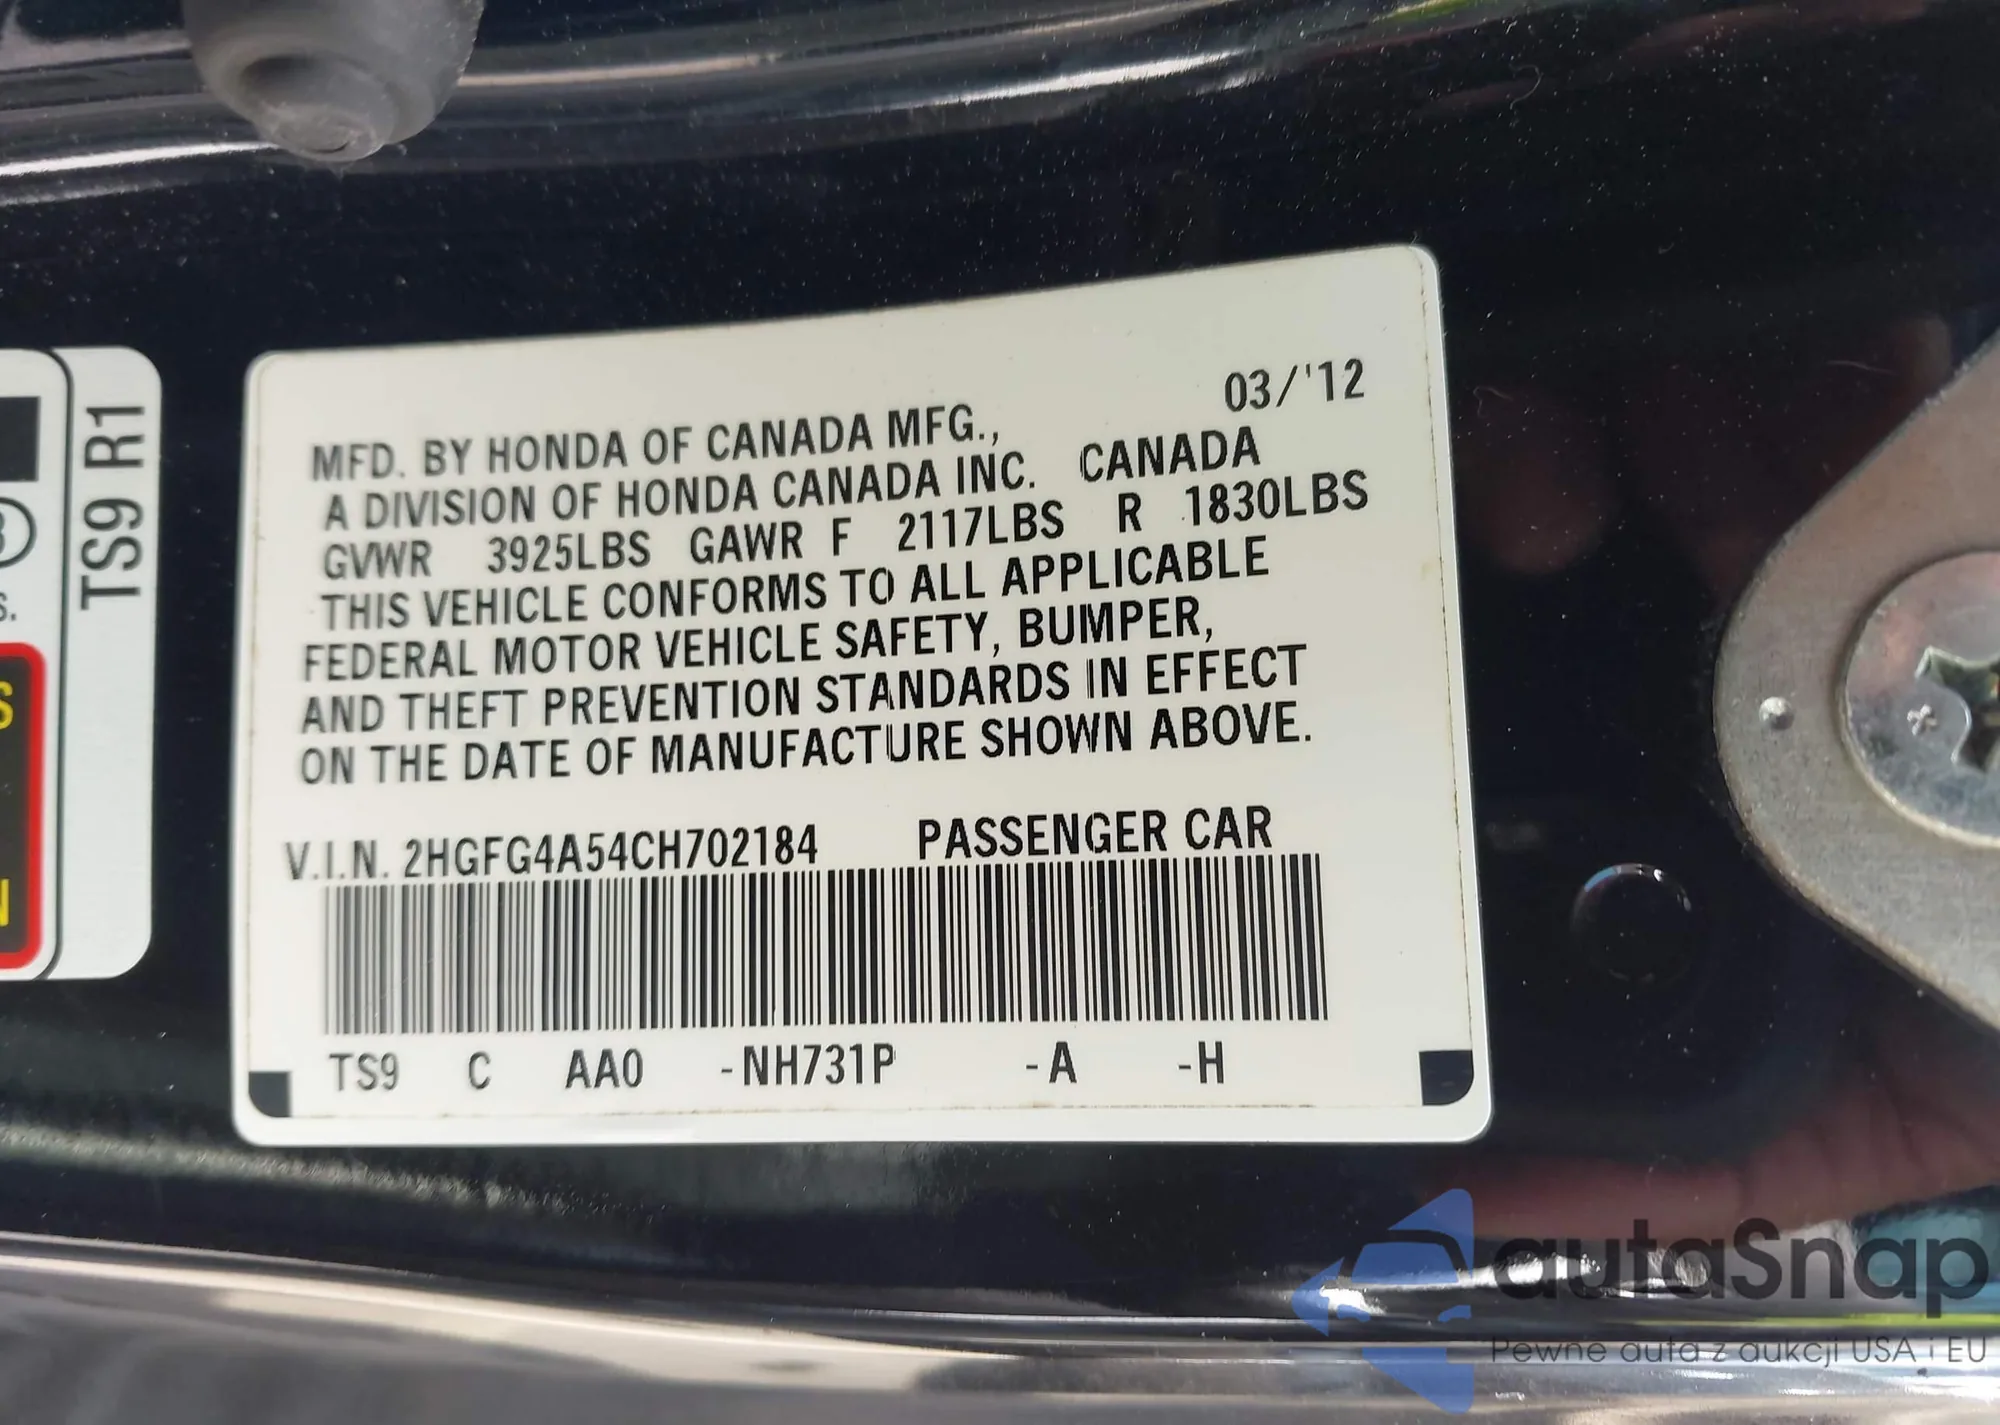 03/'12
MFD. BY HONDA OF CANADA MFG.,
A DIVISION OF HONDA CANADA INC. CANADA
GVWR 3925LBS GAWR F 2117LBS R 1830LBS
THIS VEHICLE CONFORMS TO ALL APPLICABLE
FEDERAL MOTOR VEHICLE SAFETY, BUMPER,
AND THEFT PREVENTION STANDARDS IN EFFECT
ON THE DATE OF MANUFACTURE SHOWN ABOVE.
V.I.N. 2HGFG4A54CH702184 PASSENGER CAR
TS9 C AA0 -NH731P -A -H
TS9 R1
S.
S
N
autaSnap
Pewne auta z aukcji USA i EU